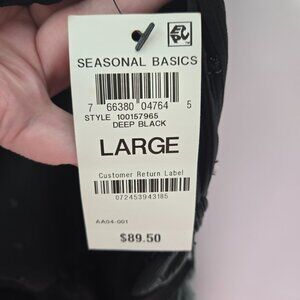 SEASONAL BASICS
7 66380 04764 5
STYLE 100157965
DEEP BLACK
LARGE
Customer Return Label
072453943185
AA04-001
$89.50